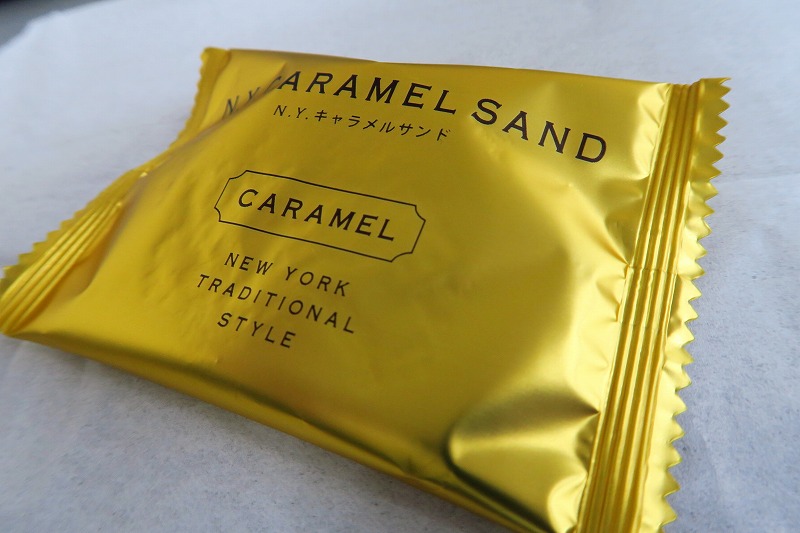 N.Y. CARAMEL SAND
N.Y.キャラメルサンド
CARAMEL
NEW YORK
TRADITIONAL
STYLE